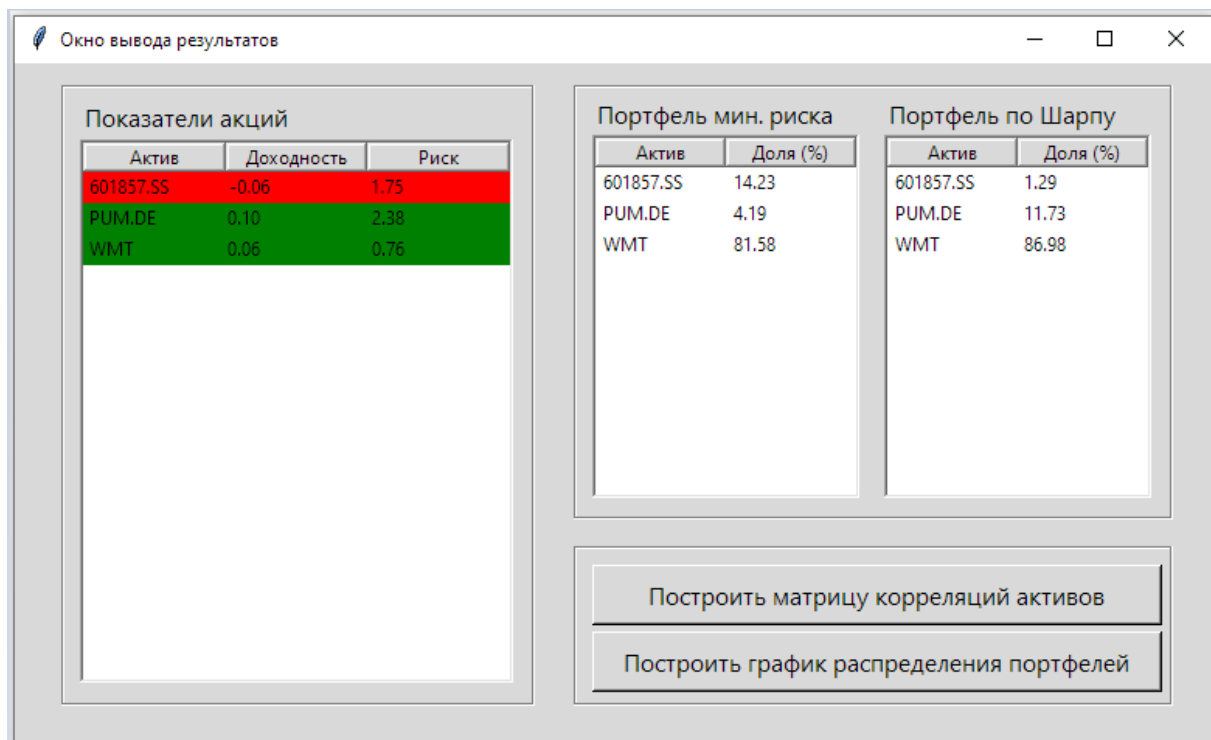 Окно вывода результатов
Показатели акций
Актив Доходность Риск
601857.SS -0.06 1.75
PUM.DE 0.10 2.38
WMT 0.06 0.76
Портфель мин. риска
Актив Доля (%)
601857.SS 14.23
PUM.DE 4.19
WMT 81.58
Портфель по Шарпу
Актив Доля (%)
601857.SS 1.29
PUM.DE 11.73
WMT 86.98
Построить матрицу корреляций активов
Построить график распределения портфелей